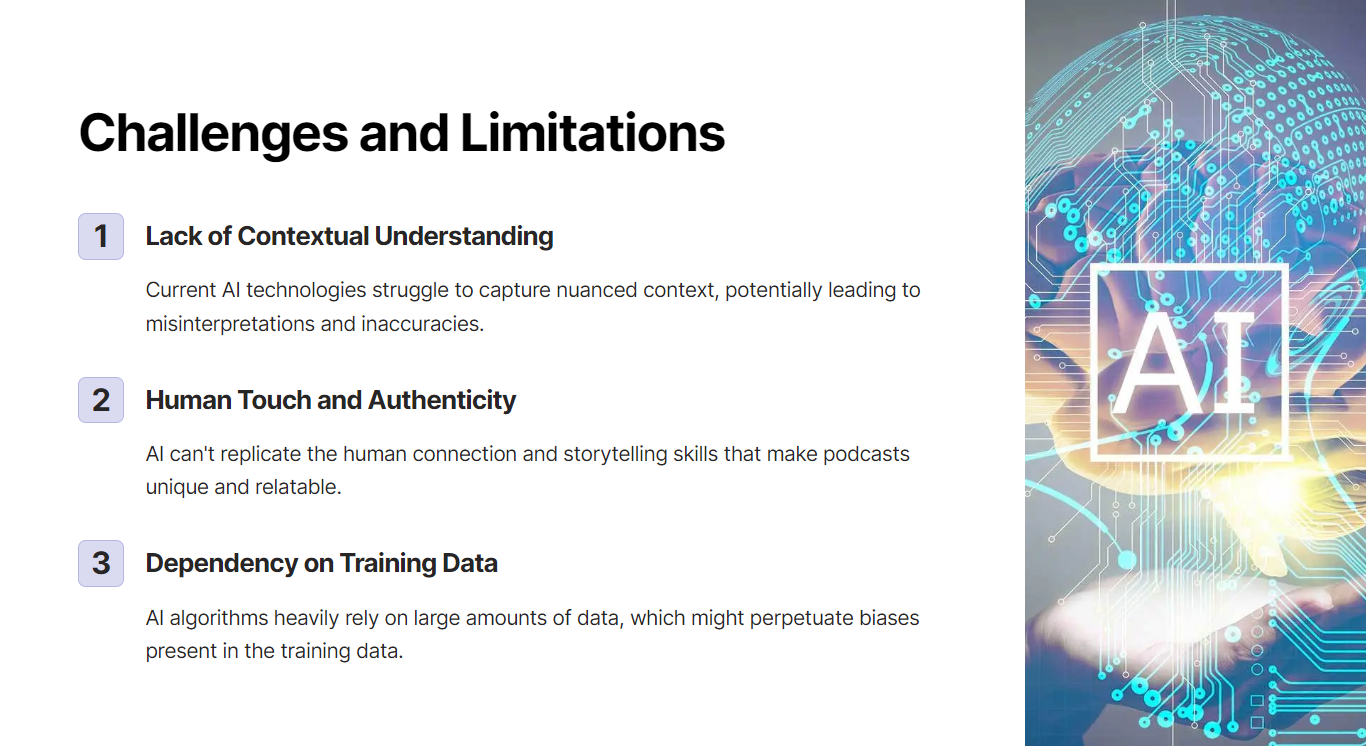 Challenges and Limitations
1
Lack of Contextual Understanding
Current AI technologies struggle to capture nuanced context, potentially leading to
misinterpretations and inaccuracies.
2
Human Touch and Authenticity
AI can't replicate the human connection and storytelling skills that make podcasts
unique and relatable.
3
Dependency on Training Data
AI algorithms heavily rely on large amounts of data, which might perpetuate biases
present in the training data.
AI